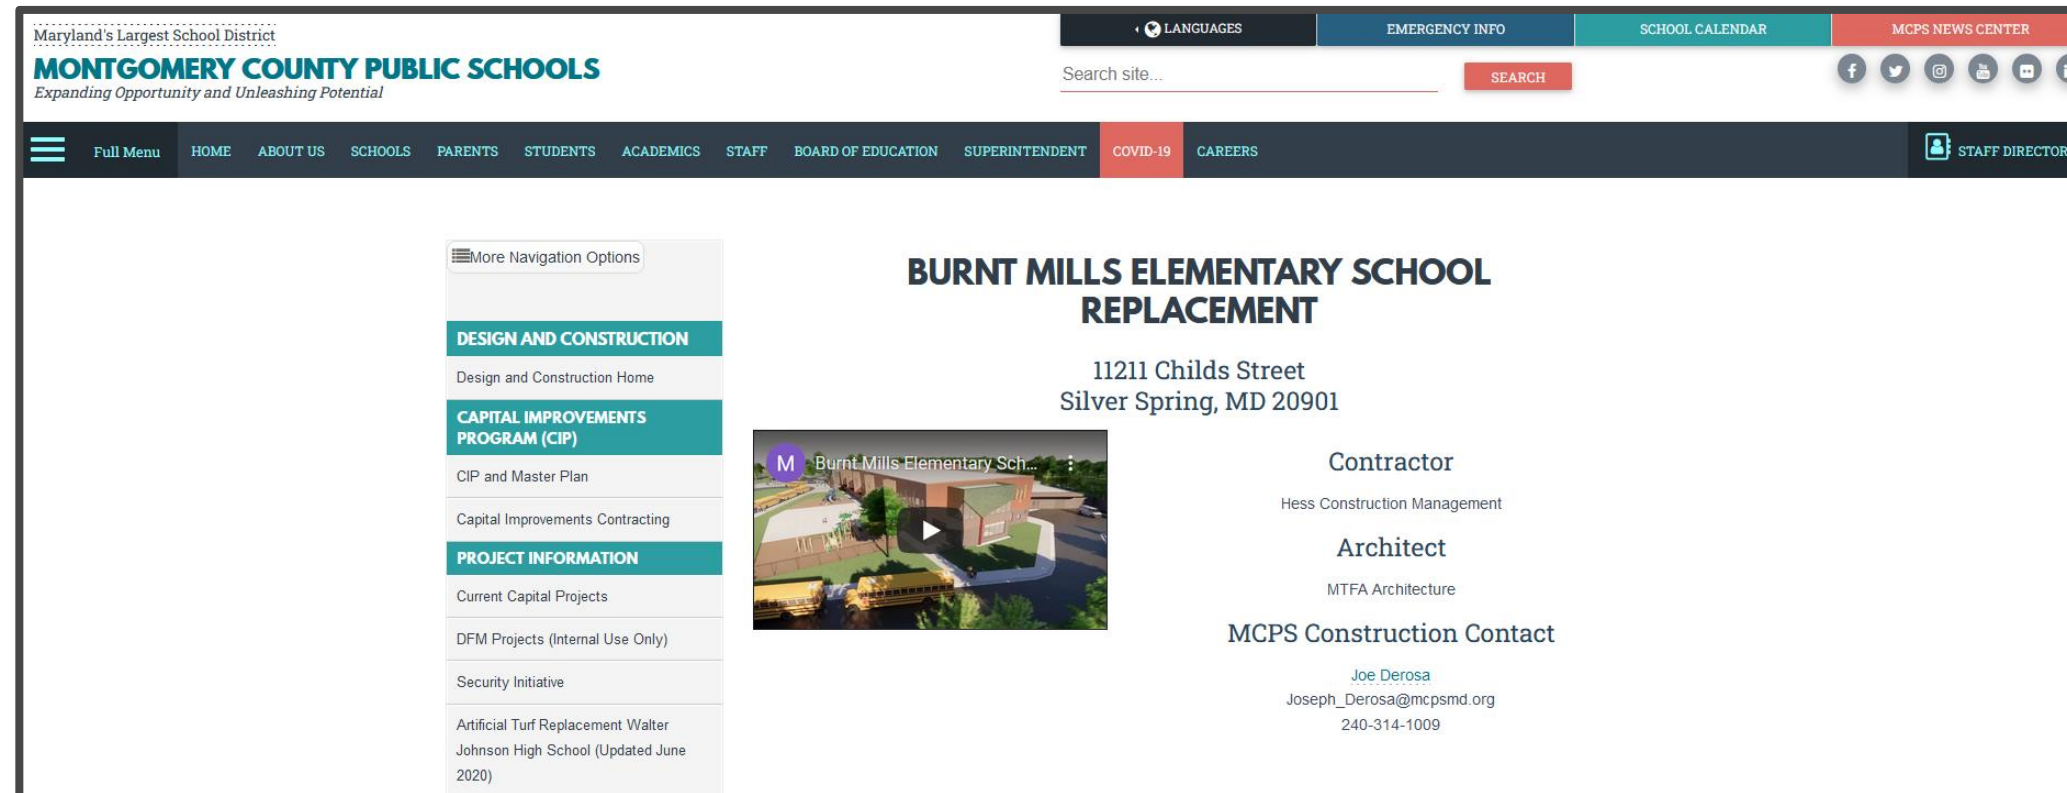 Maryland's Largest School District
MONTGOMERY COUNTY PUBLIC SCHOOLS
Expanding Opportunity and Unleashing Potential
LANGUAGES
EMERGENCY INFO
SCHOOL CALENDAR
MCPS NEWS CENTER
Search site...
SEARCH
Full Menu
HOME
ABOUT US
SCHOOLS
PARENTS
STUDENTS
ACADEMICS
STAFF
BOARD OF EDUCATION
SUPERINTENDENT
COVID-19
CAREERS
STAFF DIRECTOR
More Navigation Options
DESIGN AND CONSTRUCTION
Design and Construction Home
CAPITAL IMPROVEMENTS
PROGRAM (CIP)
CIP and Master Plan
Capital Improvements Contracting
PROJECT INFORMATION
Current Capital Projects
DFM Projects (Internal Use Only)
Security Initiative
Artificial Turf Replacement Walter
Johnson High School (Updated June
2020)
BURNT MILLS ELEMENTARY SCHOOL
REPLACEMENT
11211 Childs Street
Silver Spring, MD 20901
M Burnt Mills Elementary Sch...
Contractor
Hess Construction Management
Architect
MTFA Architecture
MCPS Construction Contact
Joe Derosa
Joseph_Derosa@mcpsmd.org
240-314-1009